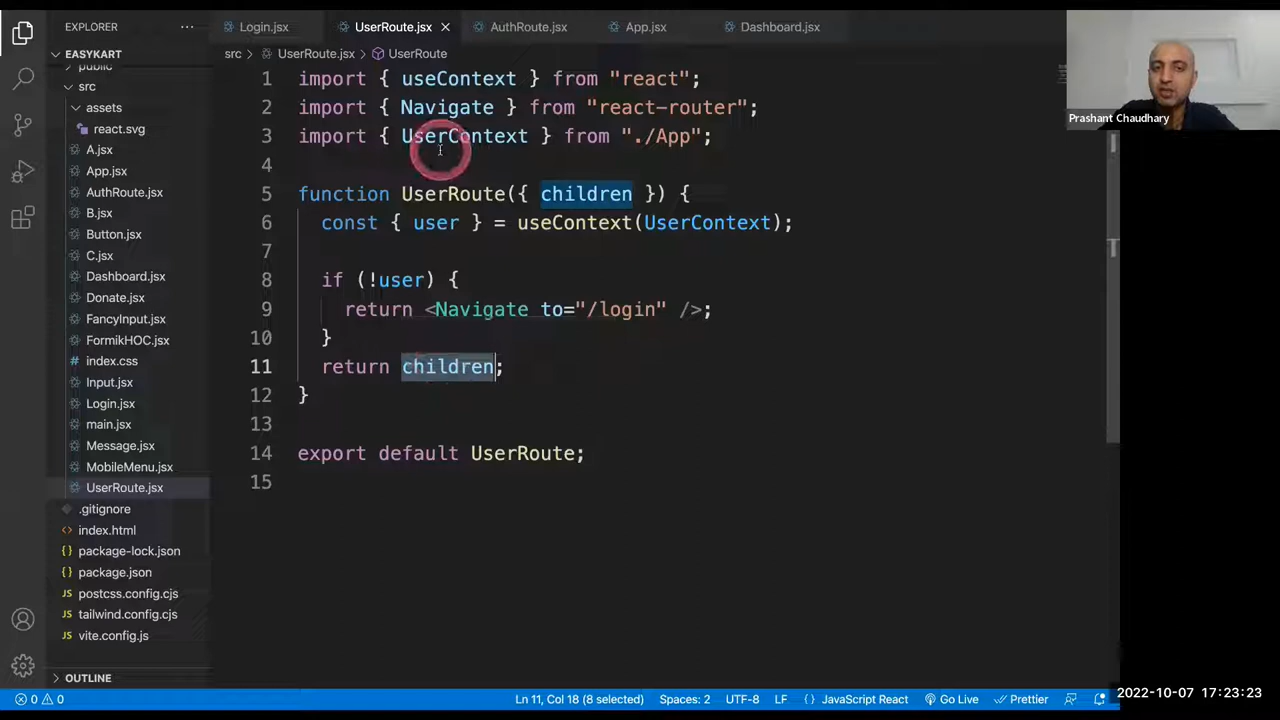 EXPLORER
EASYKART
public
src
assets
react.svg
A.jsx
App.jsx
AuthRoute.jsx
B.jsx
Button.jsx
C.jsx
Dashboard.jsx
Donate.jsx
FancyInput.jsx
FormikHOC.jsx
index.css
Input.jsx
Login.jsx
main.jsx
Message.jsx
MobileMenu.jsx
UserRoute.jsx
.gitignore
index.html
package-lock.json
package.json
postcss.config.cjs
tailwind.config.cjs
vite.config.js
OUTLINE
Login.jsx UserRoute.jsx AuthRoute.jsx App.jsx Dashboard.jsx
src > UserRoute.jsx > UserRoute
1 import { useContext } from "react";
2 import { Navigate } from "react-router";
3 import { UserContext } from "./App";
4
5 function UserRoute({ children }) {
6 const { user } = useContext(UserContext);
7
8 if (!user) {
9 return <Navigate to="/login" />;
10 }
11 return children;
12 }
13
14 export default UserRoute;
15
Prashant Chaudhary
0 0 Ln 11, Col 18 (8 selected) Spaces: 2 UTF-8 LF { } JavaScript React Go Live Prettier
2022-10-07 17:23:23